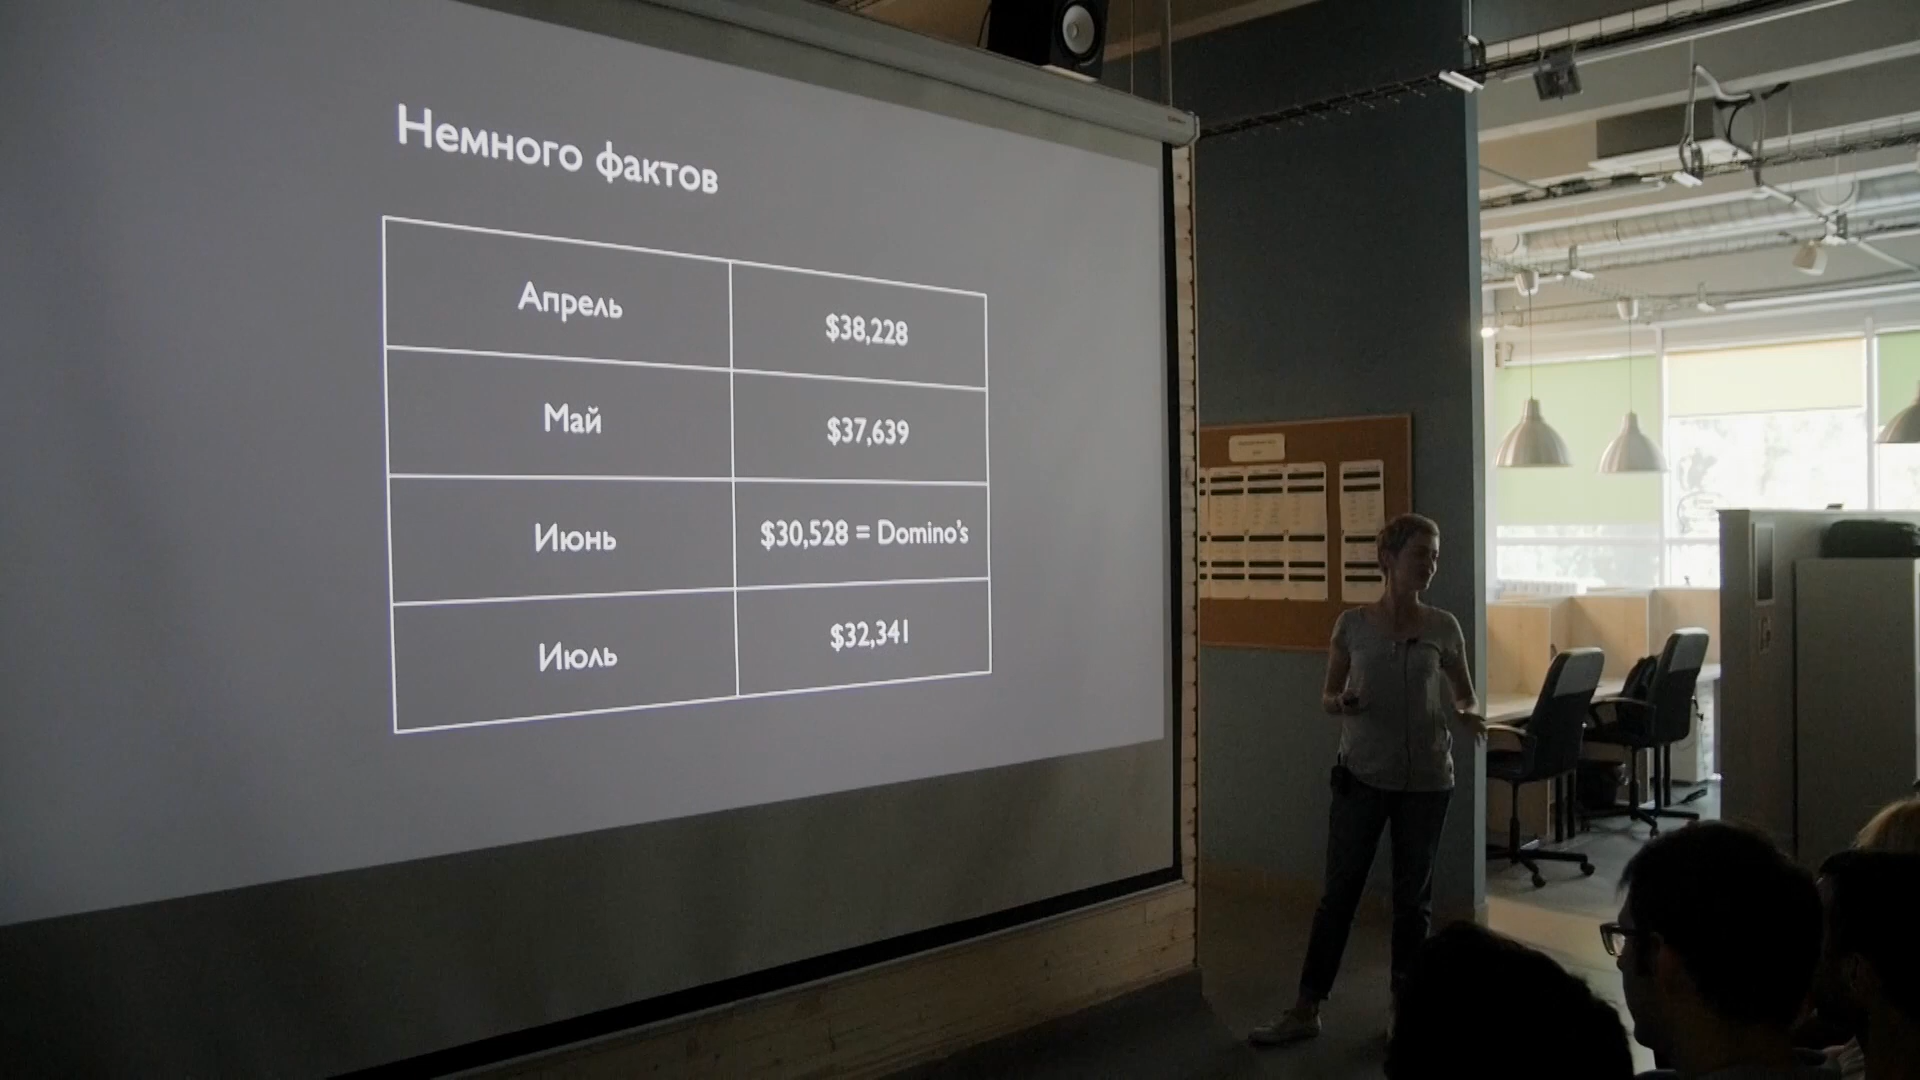 Немного фактов
Апрель $38,228
Май $37,639
Июнь $30,528 = Domino's
Июль $32,341